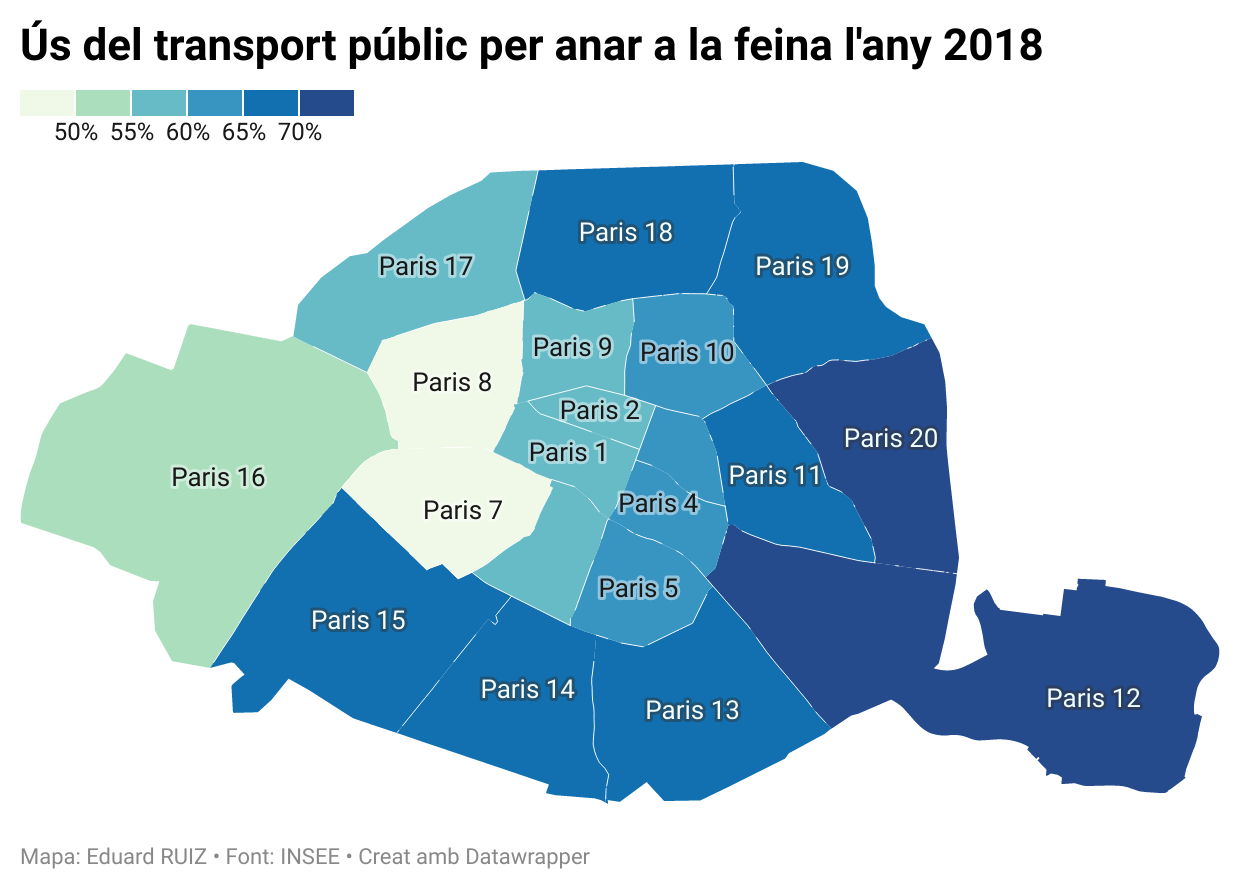 Ús del transport públic per anar a la feina l'any 2018
50% 55% 60% 65% 70%
Paris 18
Paris 17
Paris 19
Paris 9
Paris 10
Paris 8
Paris 2
Paris 20
Paris 1
Paris 16
Paris 11
Paris 4
Paris 7
Paris 5
Paris 15
Paris 14
Paris 12
Paris 13
Mapa: Eduard RUIZ • Font: INSEE • Creat amb Datawrapper